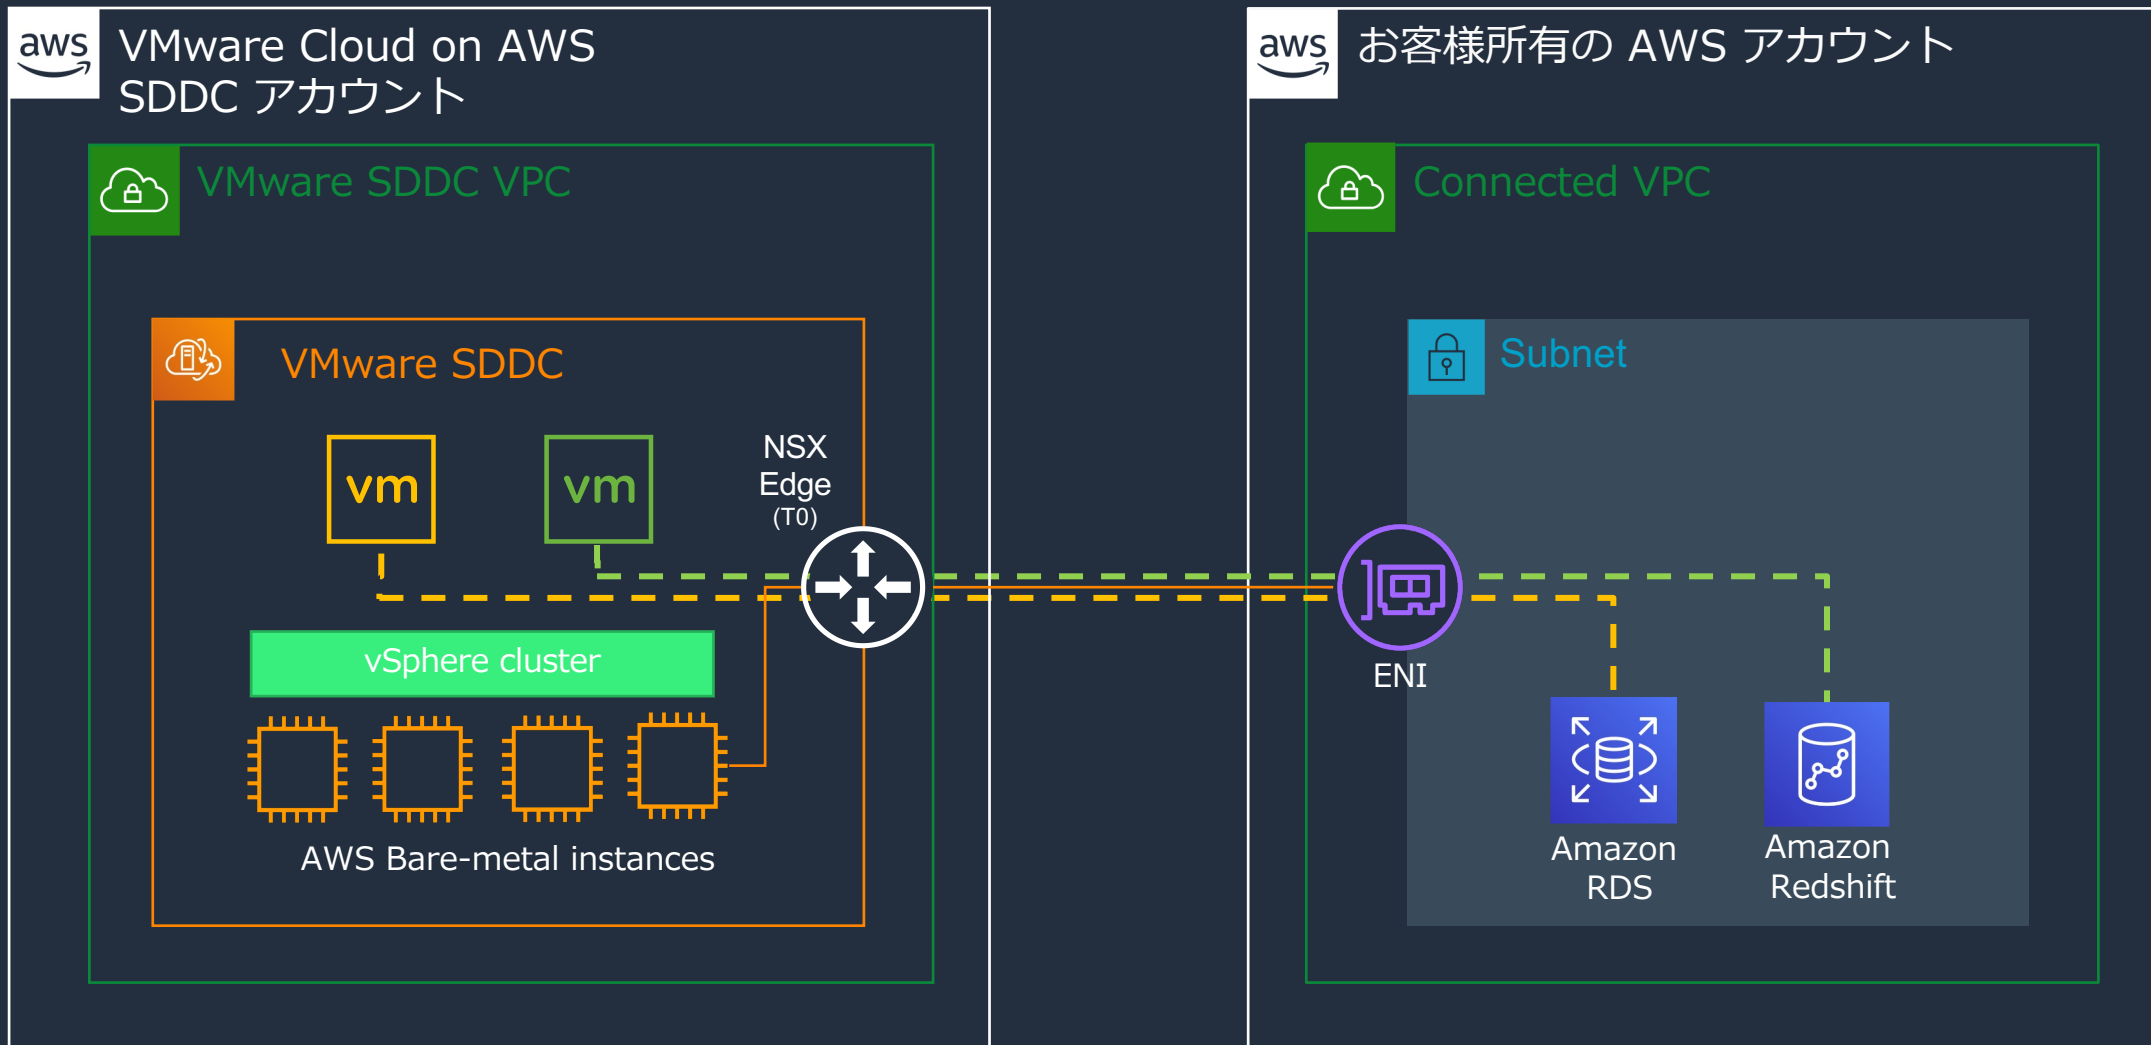 aws
VMware Cloud on AWS
SDDC アカウント
VMware SDDC VPC
VMware SDDC
vm
vm
NSX
Edge
(T0)
vSphere cluster
AWS Bare-metal instances
aws
お客様所有の AWS アカウント
Connected VPC
Subnet
ENI
Amazon
RDS
Amazon
Redshift